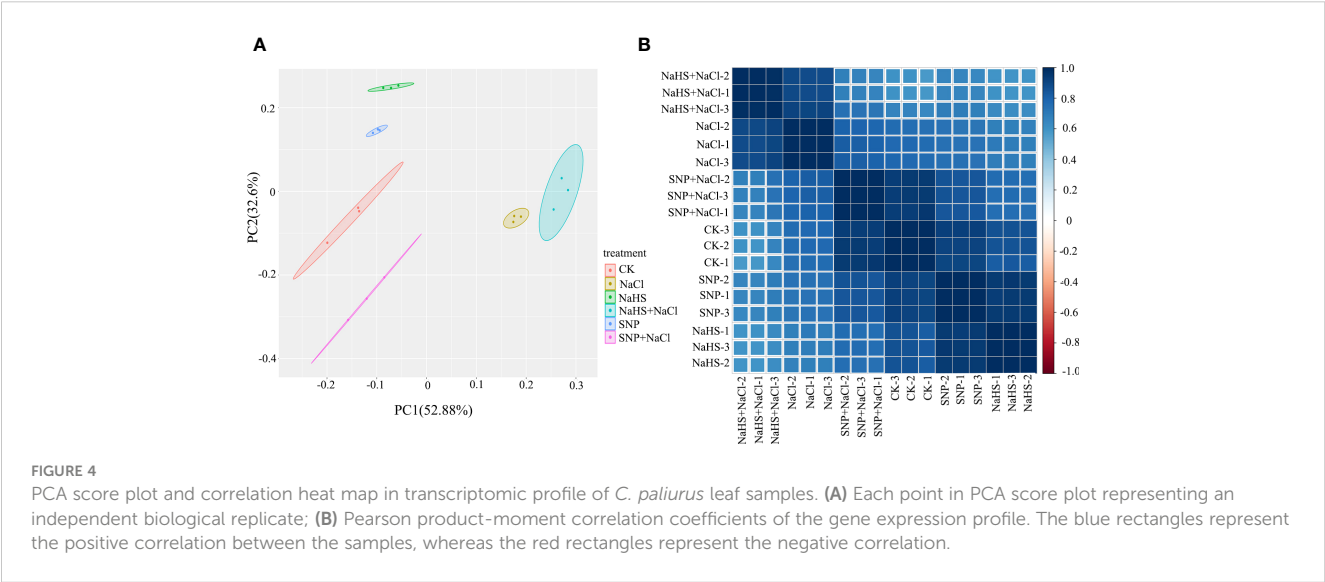 A
B
0.2
0
-0.2
-0.4
PC2(32.6%)
-0.2
-0.1
0
0.1
0.2
0.3
PC1(52.88%)
treatment
CK
NaCl
NaHS
NaHS+NaCl
SNP
SNP+NaCl
NaHS+NaCl-2
NaHS+NaCl-1
NaHS+NaCl-3
NaCl-2
NaCl-1
NaCl-3
SNP+NaCl-2
SNP+NaCl-3
SNP+NaCl-1
CK-3
CK-2
CK-1
SNP-2
SNP-1
SNP-3
NaHS-1
NaHS-3
NaHS-2
NaHS+NaCl-2
NaHS+NaCl-1
NaHS+NaCl-3
NaCl-2
NaCl-1
NaCl-3
SNP+NaCl-2
SNP+NaCl-3
SNP+NaCl-1
CK-3
CK-2
CK-1
SNP-2
SNP-1
SNP-3
NaHS-1
NaHS-3
NaHS-2
1.0
0.8
0.6
0.4
0.2
0
-0.2
-0.4
-0.6
-0.8
-1.0
FIGURE 4
PCA score plot and correlation heat map in transcriptomic profile of C. paliurus leaf samples. (A) Each point in PCA score plot representing an
independent biological replicate; (B) Pearson product-moment correlation coefficients of the gene expression profile. The blue rectangles represent
the positive correlation between the samples, whereas the red rectangles represent the negative correlation.